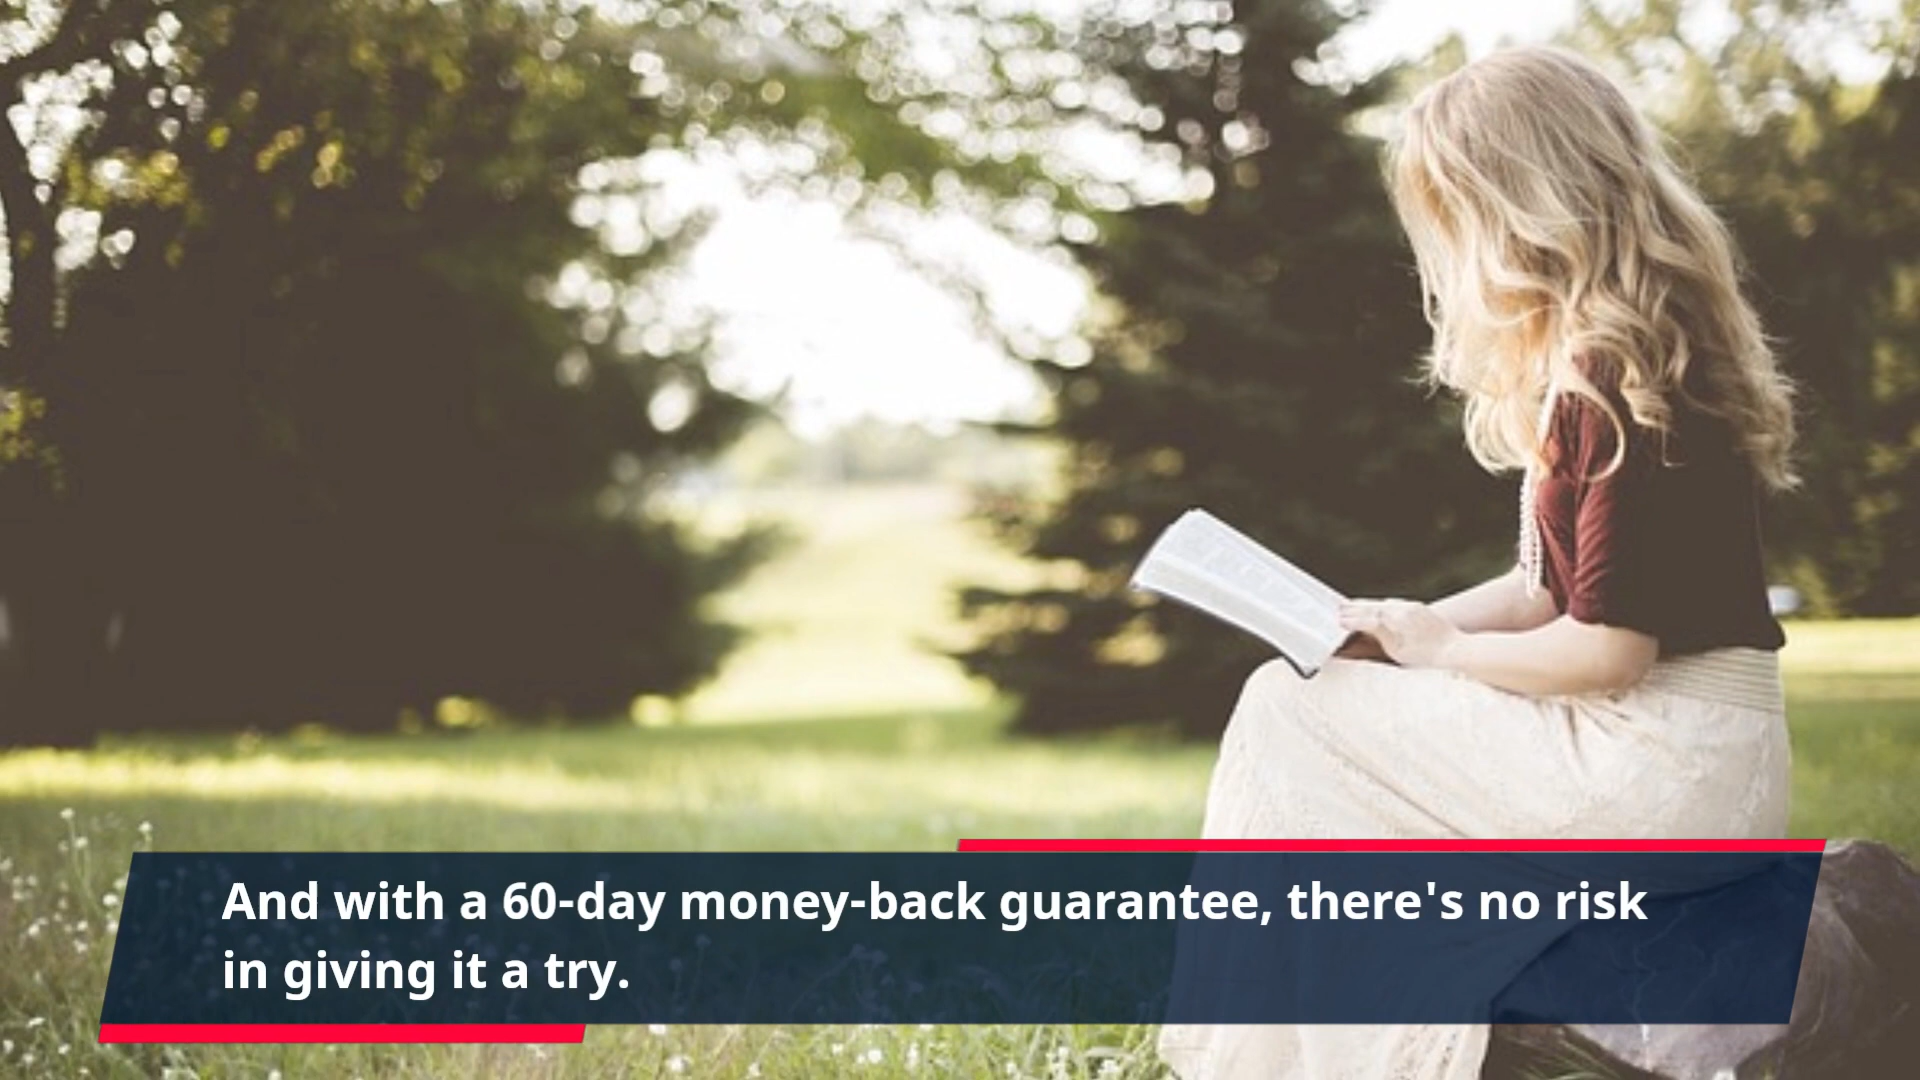 And with a 60-day money-back guarantee, there's no risk
in giving it a try.